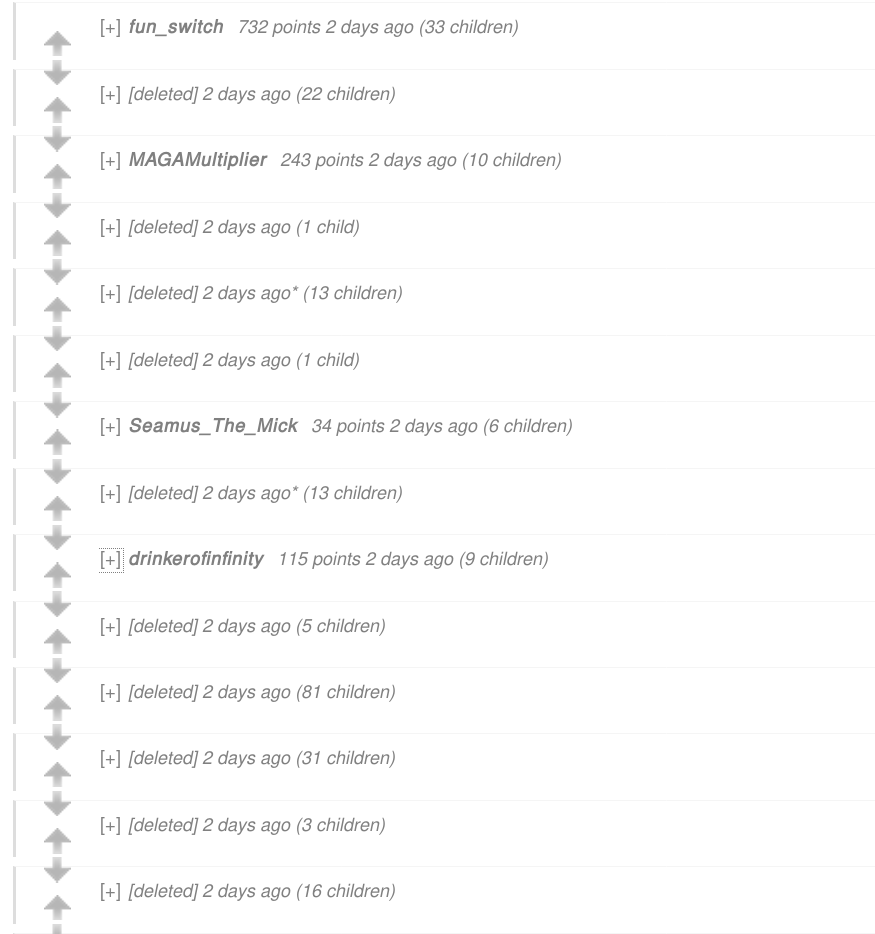 [+] fun_switch 732 points 2 days ago (33 children)
[+] [deleted] 2 days ago (22 children)
[+] MAGAMultiplier 243 points 2 days ago (10 children)
[+] [deleted] 2 days ago (1 child)
[+] [deleted] 2 days ago* (13 children)
[+] [deleted] 2 days ago (1 child)
[+] Seamus_The_Mick 34 points 2 days ago (6 children)
[+] [deleted] 2 days ago* (13 children)
[+] drinkerofinfinity 115 points 2 days ago (9 children)
[+] [deleted] 2 days ago (5 children)
[+] [deleted] 2 days ago (81 children)
[+] [deleted] 2 days ago (31 children)
[+] [deleted] 2 days ago (3 children)
[+] [deleted] 2 days ago (16 children)